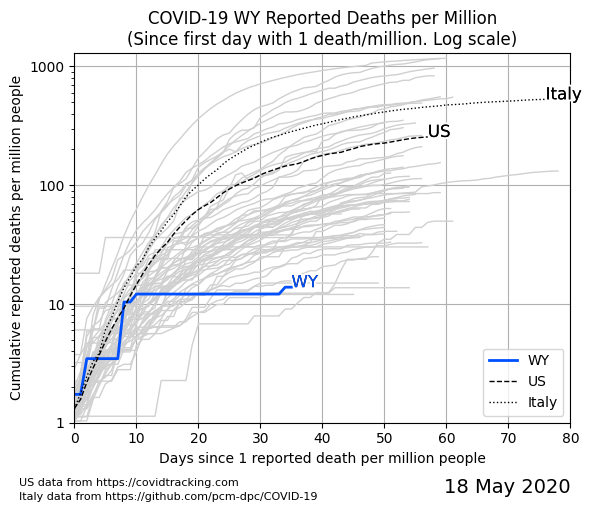 COVID-19 WY Reported Deaths per Million
(Since first day with 1 death/million. Log scale)
Cumulative reported deaths per million people
1000
100
10
1
Italy
US
WY
WY
US
Italy
0 10 20 30 40 50 60 70 80
Days since 1 reported death per million people
US data from https://covidtracking.com
Italy data from https://github.com/pcm-dpc/COVID-19
18 May 2020